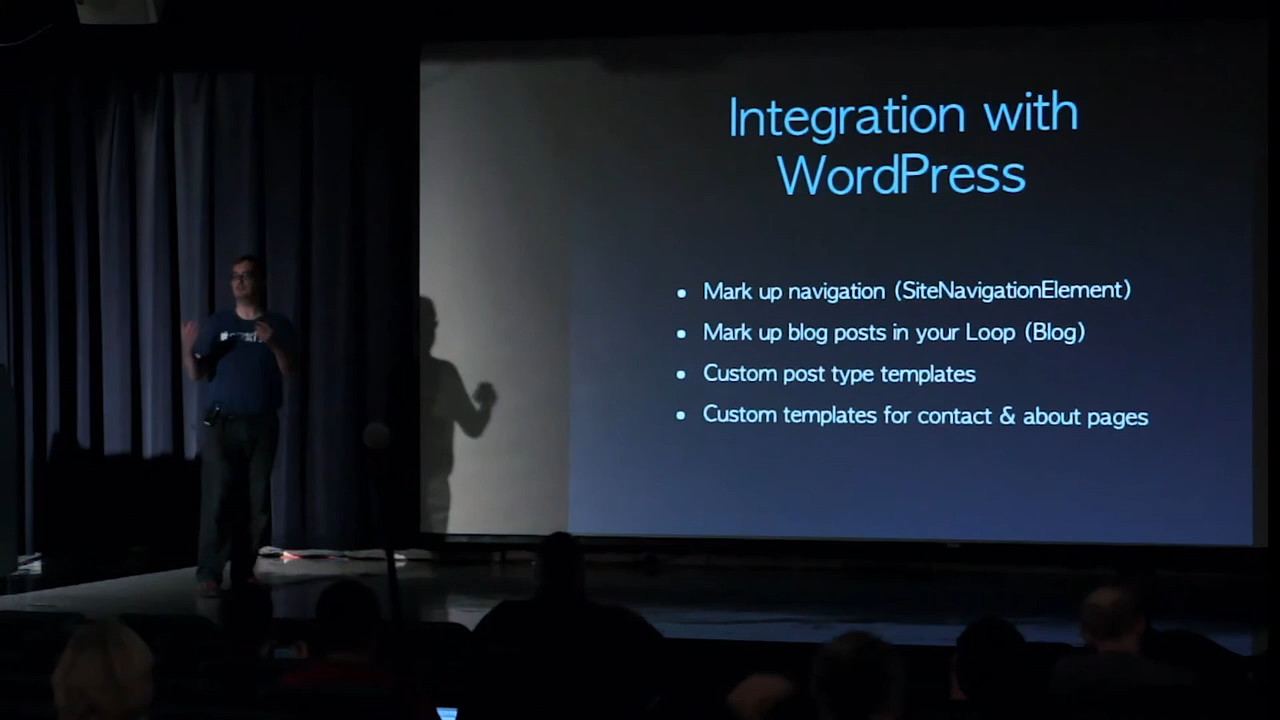 Integration with
WordPress
• Mark up navigation (SiteNavigationElement)
• Mark up blog posts in your Loop (Blog)
• Custom post type templates
• Custom templates for contact & about pages